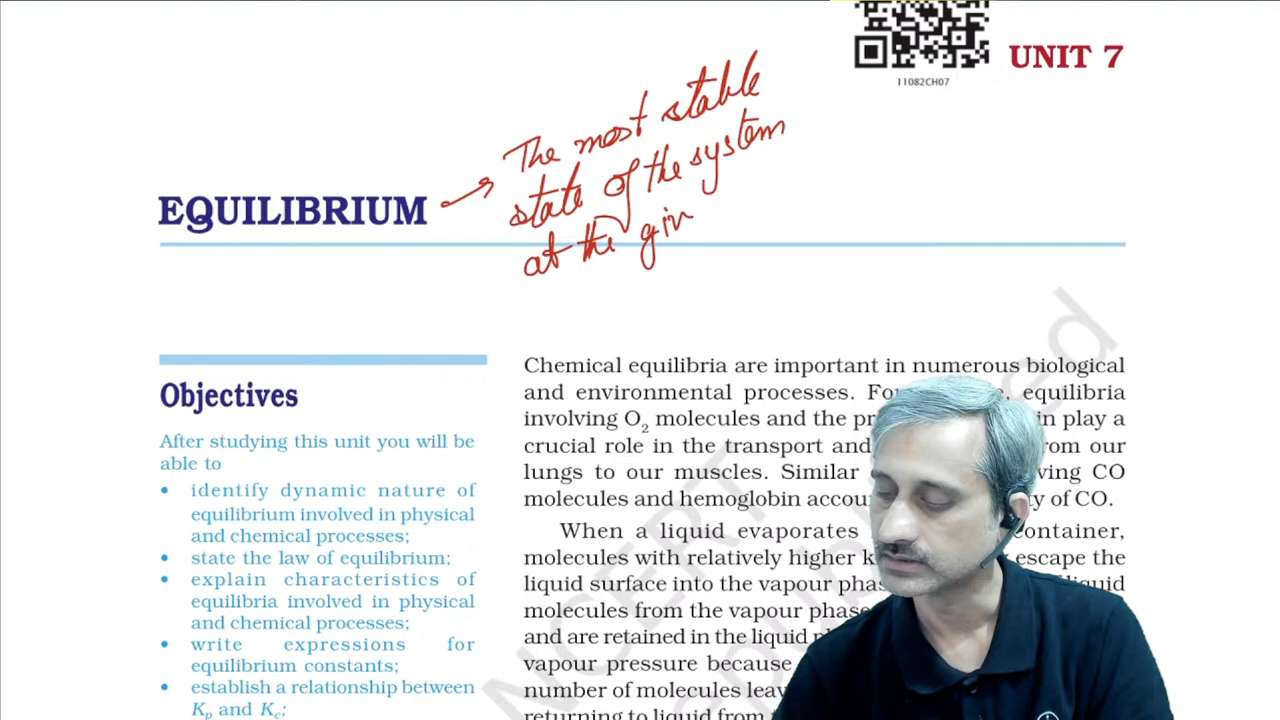 UNIT 7
11082CH07
The most stable
state of the system
at the giv
EQUILIBRIUM
Objectives
After studying this unit you will be
able to
• identify dynamic nature of
equilibrium involved in physical
and chemical processes;
• state the law of equilibrium;
• explain characteristics of
equilibria involved in physical
and chemical processes;
• write expressions for
equilibrium constants;
• establish a relationship between
Kp and Kc;
Chemical equilibria are important in numerous biological
and environmental processes. For equilibria
involving O2 molecules and the in play a
crucial role in the transport and from our
lungs to our muscles. Similar CO
molecules and hemoglobin of CO.
When a liquid evaporates container,
molecules with relatively higher escape the
liquid surface into the vapour liquid
molecules from the vapour phase
and are retained in the liquid
vapour pressure because
number of molecules
returning to liquid from
NCERT